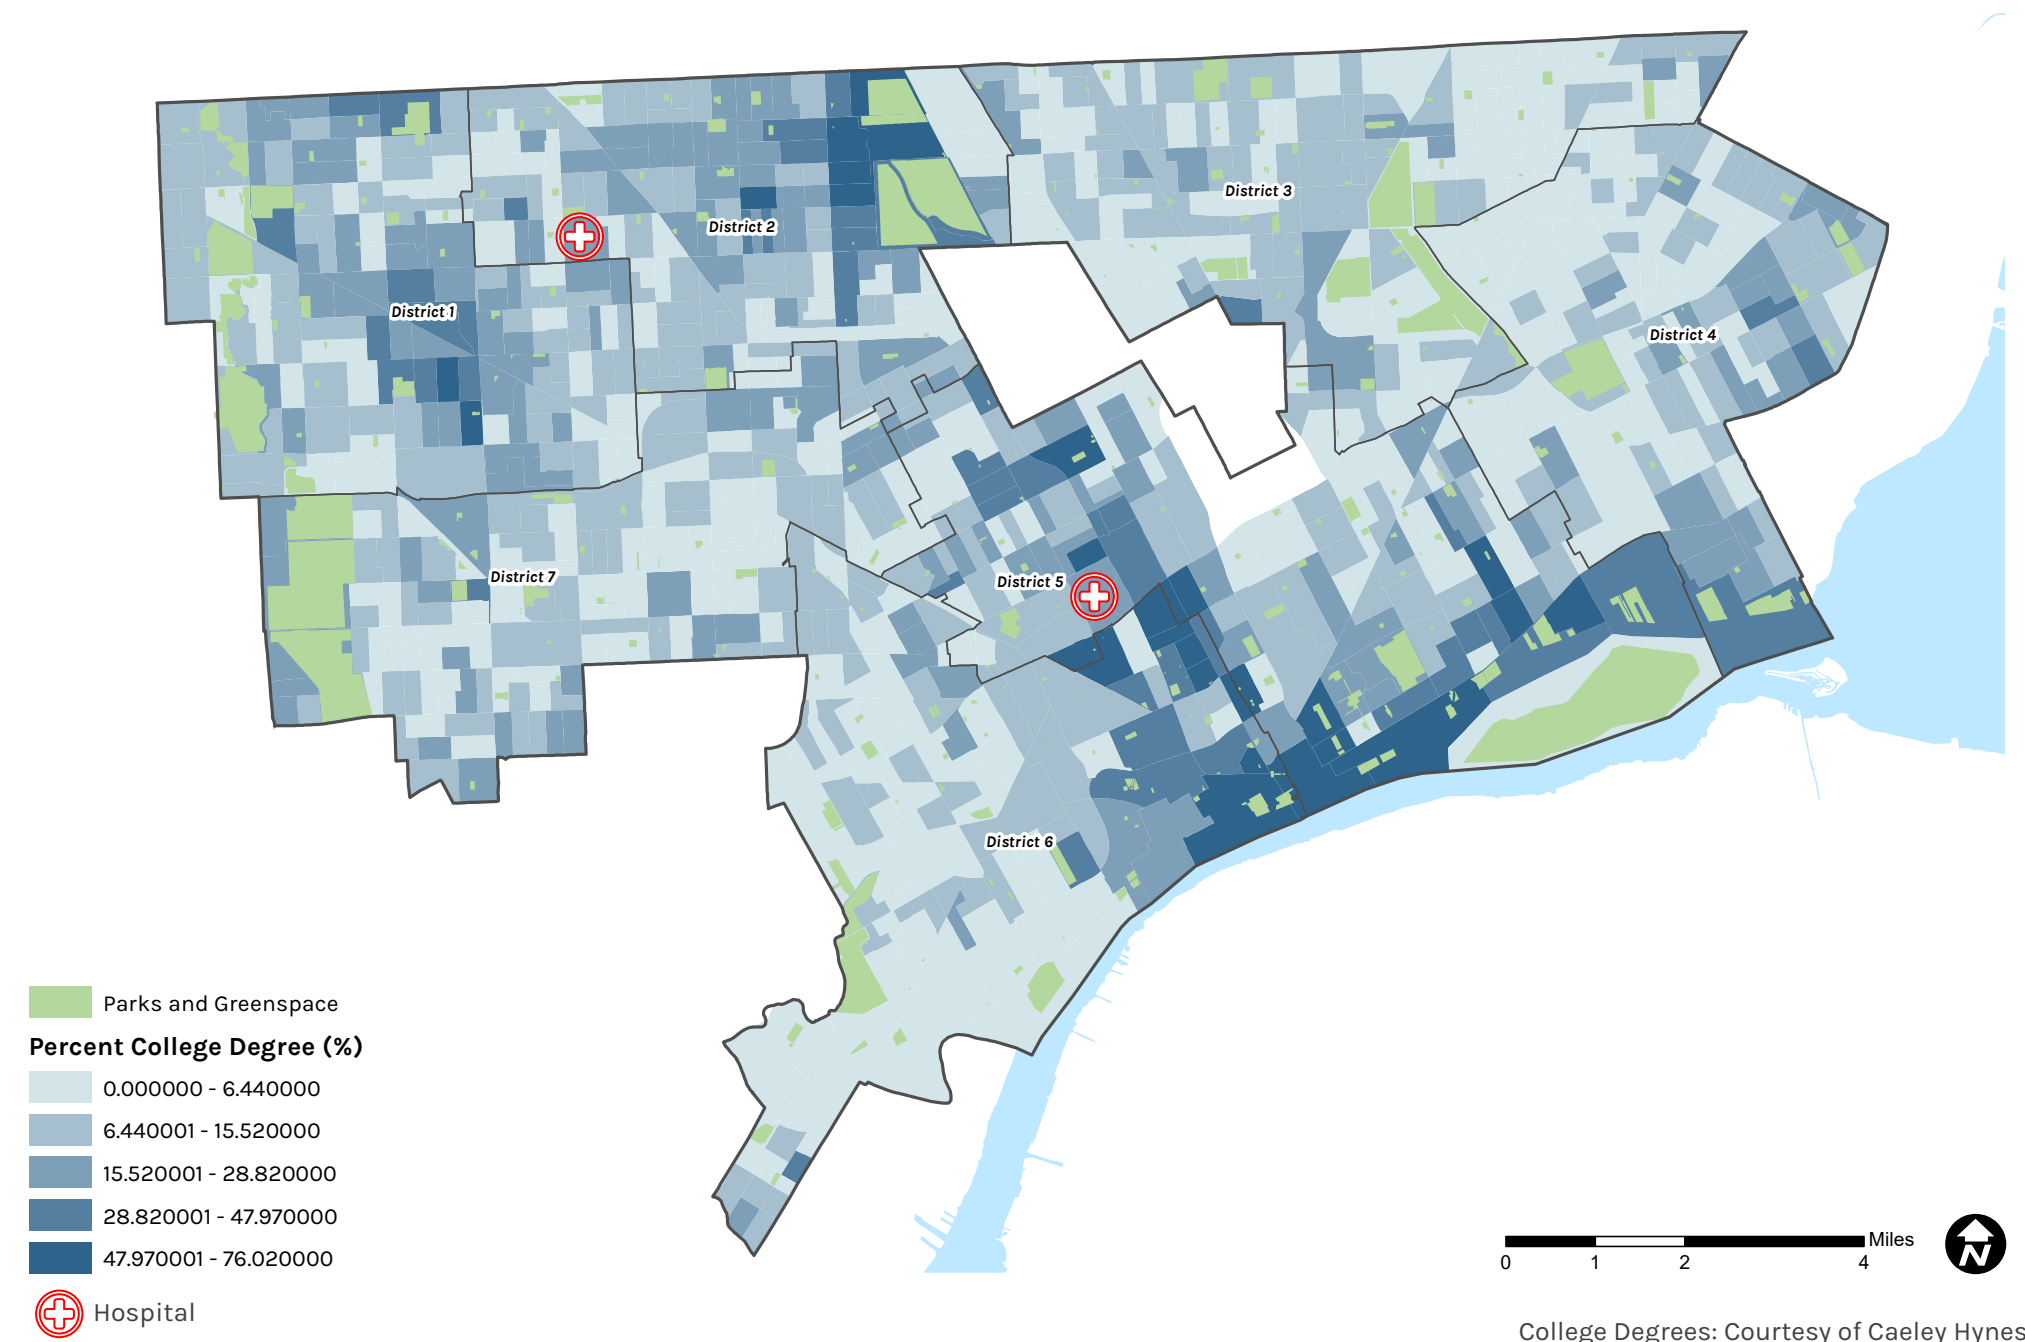 District 3
District 2
District 1
District 4
District 7
District 5
District 6
Parks and Greenspace
Percent College Degree (%)
0.000000 - 6.440000
6.440001 - 15.520000
15.520001 - 28.820000
28.820001 - 47.970000
47.970001 - 76.020000
Hospital
Miles
0 1 2 4
N
College Degrees: Courtesy of Caeley Hynes